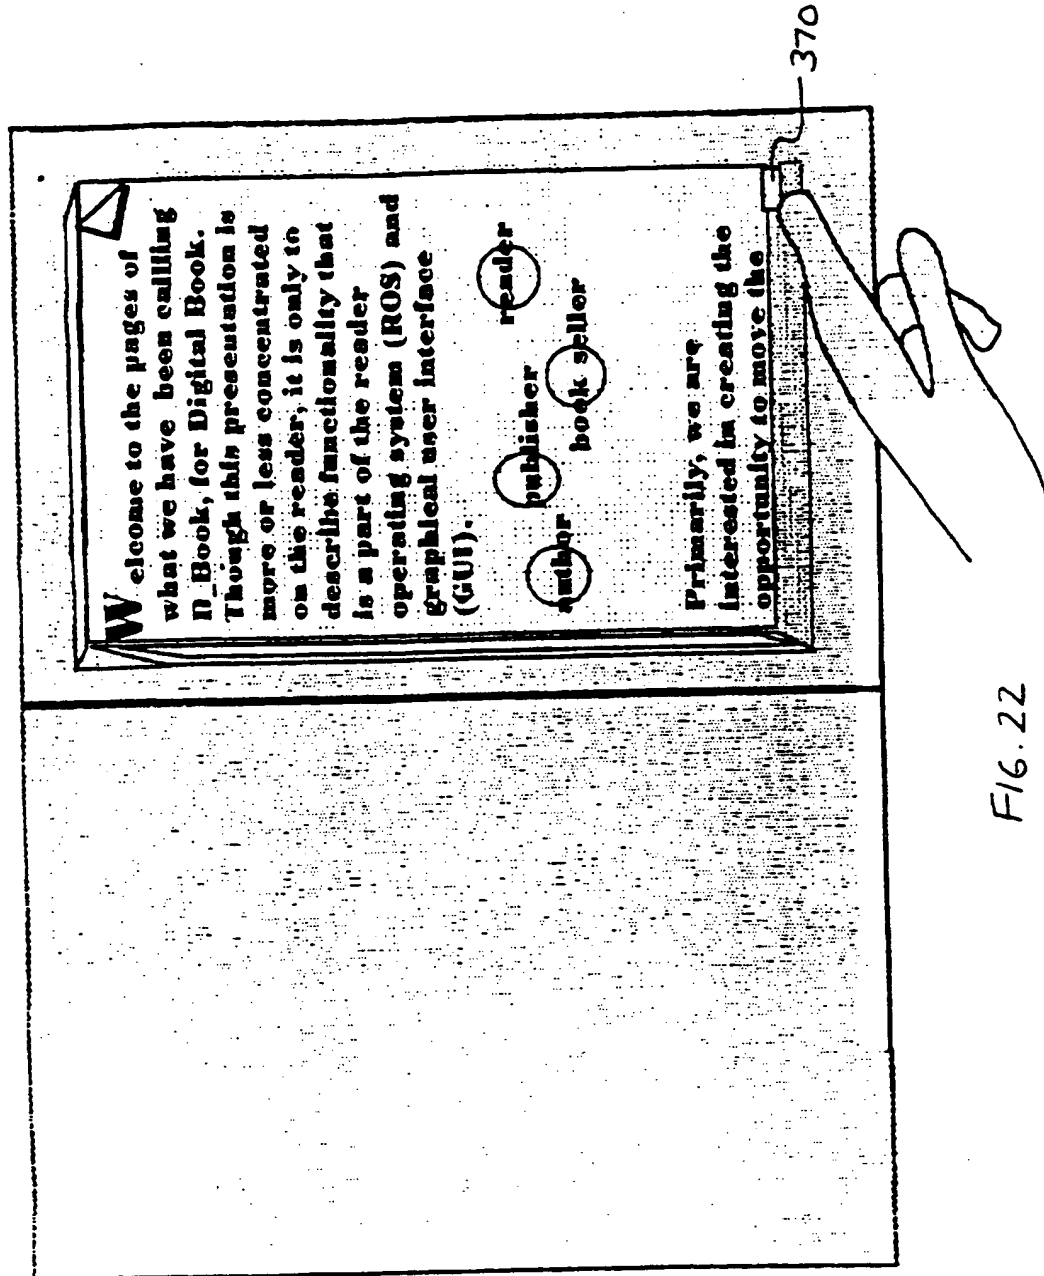 Welcome to the pages of
what we have been callling
D_Book, for Digital Book.
Though this presentation is
more or less concentrated
on the reader, it is only to
describe functionality that
is a part of the reader
operating system (ROS) and
graphical user interface
(GUI).
author publisher book seller reader
Primarily, we are
interested in creating the
opportunity to move the
370
FIG. 22